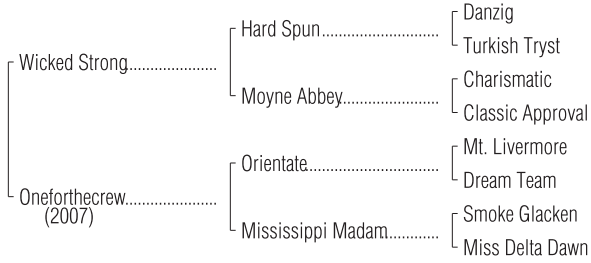 Danzig
Hard Spun
Turkish Tryst
Wicked Strong
Charismatic
Moyne Abbey
Classic Approval
Mt. Livermore
Orientate
Dream Team
Oneforthecrew
(2007)
Smoke Glacken
Mississippi Madam
Miss Delta Dawn